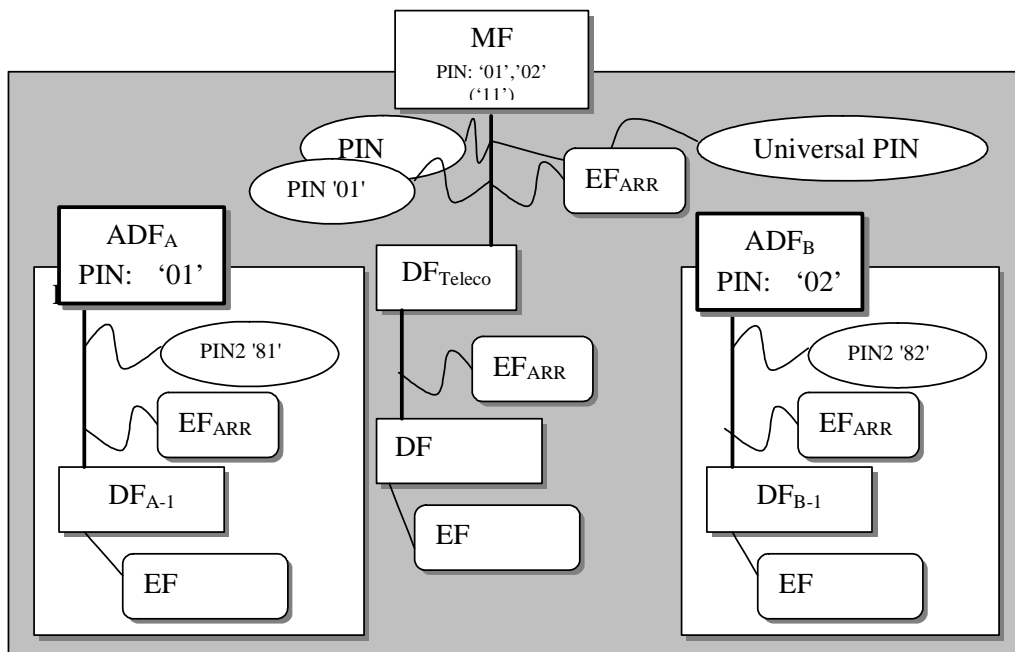 MF
PIN: ‘01’,’02’
(‘11’)
PIN
PIN '01'
EFARR
Universal PIN
ADFA
PIN: ‘01’
DFTeleco
ADFB
PIN: ‘02’
PIN2 '81'
EFARR
PIN2 '82'
EFARR
DF
EFARR
DFA-1
DFB-1
EF
EF
EF